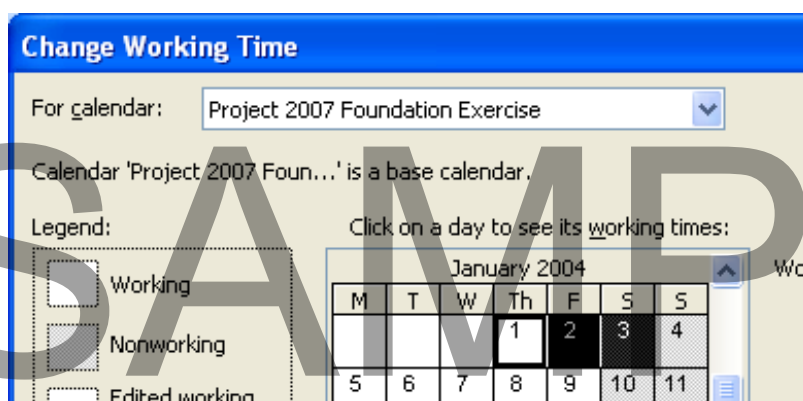 Change Working Time
For calendar: Project 2007 Foundation Exercise
Calendar 'Project 2007 Foun...' is a base calendar.
Legend: Click on a day to see its working times:
January 2004
Working
M T W Th F S S
1 2 3 4
Nonworking
5 6 7 8 9 10 11
Edited working
SAMP